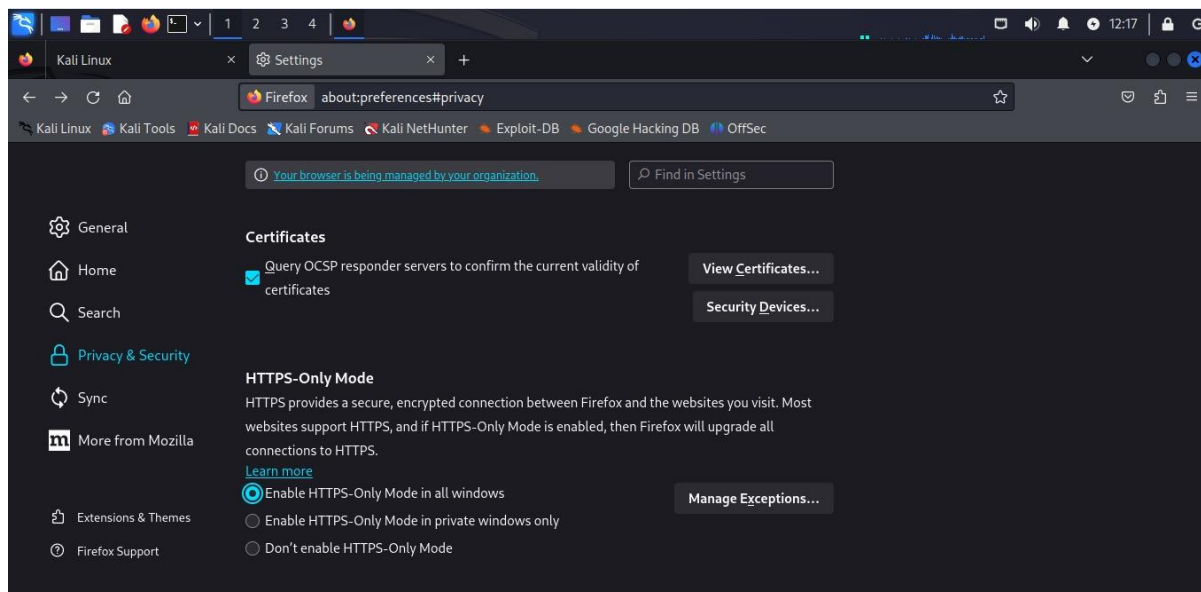 1 2 3 4 12:17 G
Kali Linux × Settings × +
Firefox about:preferences#privacy
Kali Linux Kali Tools Kali Docs Kali Forums Kali NetHunter Exploit-DB Google Hacking DB OffSec
Your browser is being managed by your organization. Find in Settings
General
Home
Search
Privacy & Security
Sync
m More from Mozilla
Extensions & Themes
Firefox Support
Certificates
Query OCSP responder servers to confirm the current validity of
certificates
View Certificates...
Security Devices...
HTTPS-Only Mode
HTTPS provides a secure, encrypted connection between Firefox and the websites you visit. Most
websites support HTTPS, and if HTTPS-Only Mode is enabled, then Firefox will upgrade all
connections to HTTPS.
Learn more
Enable HTTPS-Only Mode in all windows
Manage Exceptions...
Enable HTTPS-Only Mode in private windows only
Don't enable HTTPS-Only Mode